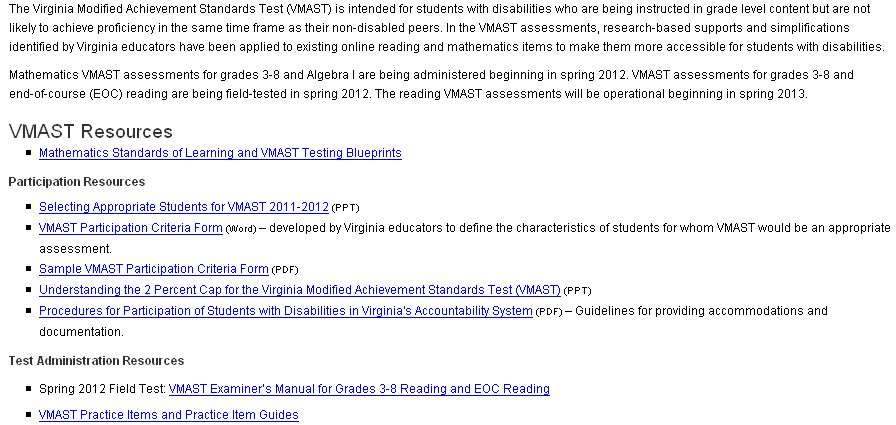 The Virginia Modified Achievement Standards Test (VMAST) is intended for students with disabilities who are being instructed in grade level content but are not
likely to achieve proficiency in the same time frame as their non-disabled peers. In the VMAST assessments, research-based supports and simplifications
identified by Virginia educators have been applied to existing online reading and mathematics items to make them more accessible for students with disabilities.
Mathematics VMAST assessments for grades 3-8 and Algebra I are being administered beginning in spring 2012. VMAST assessments for grades 3-8 and
end-of-course (EOC) reading are being field-tested in spring 2012. The reading VMAST assessments will be operational beginning in spring 2013.
VMAST Resources
Mathematics Standards of Learning and VMAST Testing Blueprints
Participation Resources
Selecting Appropriate Students for VMAST 2011-2012 (PPT)
VMAST Participation Criteria Form (Word) – developed by Virginia educators to define the characteristics of students for whom VMAST would be an appropriate
assessment.
Sample VMAST Participation Criteria Form (PDF)
Understanding the 2 Percent Cap for the Virginia Modified Achievement Standards Test (VMAST) (PPT)
Procedures for Participation of Students with Disabilities in Virginia's Accountability System (PDF) – Guidelines for providing accommodations and
documentation.
Test Administration Resources
Spring 2012 Field Test: VMAST Examiner's Manual for Grades 3-8 Reading and EOC Reading
VMAST Practice Items and Practice Item Guides